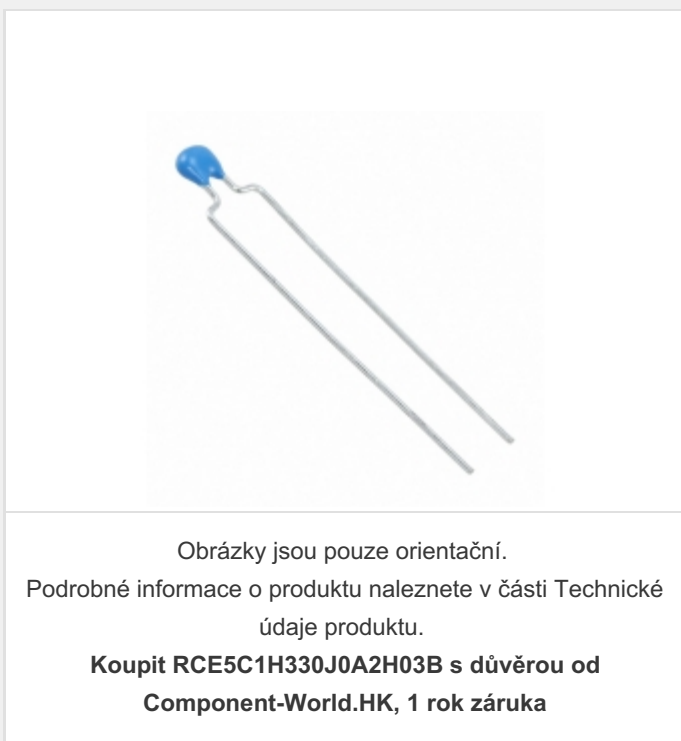 Obrázky jsou pouze orientační.
Podrobné informace o produktu naleznete v části Technické
údaje produktu.
Koupit RCE5C1H330J0A2H03B s důvěrou od
Component-World.HK, 1 rok záruka